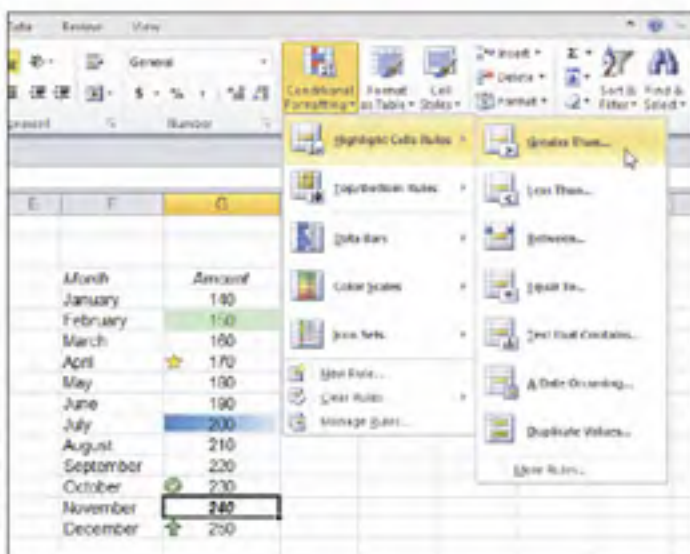 Data Review View
General
Conditional Formatting
Format as Table
Cell Styles
Insert
Delete
Format
Sort & Filter
Find & Select
Number
Highlight Cells Rules
Top/Bottom Rules
Data Bars
Color Scales
Icon Sets
New Rule...
Clear Rules
Manage Rules...
Greater Than...
Less Than...
Between...
Equal To...
Text that Contains...
A Date Occurring...
Duplicate Values...
More Rules...
E F G
Month Amount
January 140
February 150
March 160
April 170
May 180
June 190
July 200
August 210
September 220
October 230
November 240
December 250